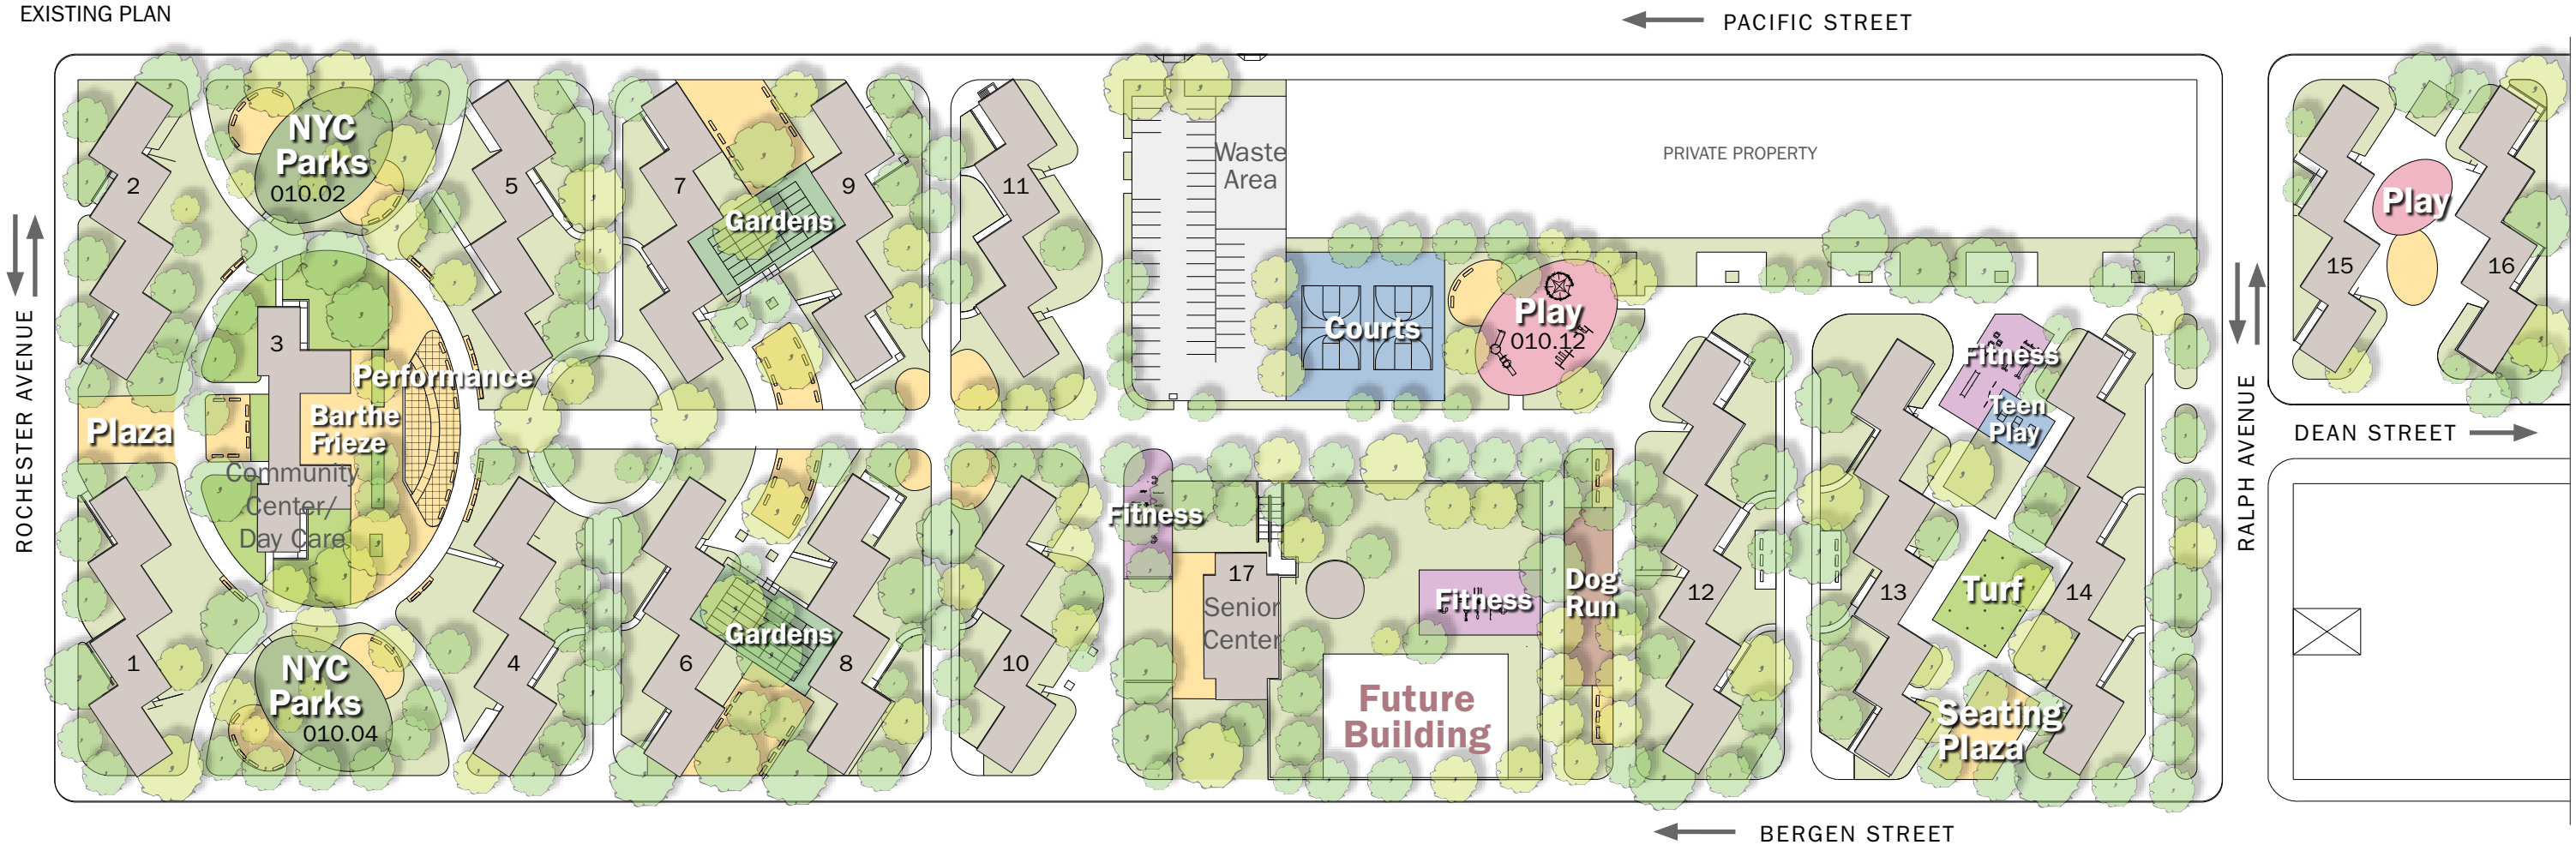 EXISTING PLAN
PACIFIC STREET
ROCHESTER AVENUE
NYC
Parks
010.02
2
5
7
9
11
Gardens
Waste
Area
PRIVATE PROPERTY
Play
15
16
3
Courts
Play
010.12
Fitness
Teen
Play
Performance
Plaza
Barthe
Frieze
Community
Center/
Day Care
DEAN STREET
RALPH AVENUE
Fitness
17
Senior
Center
Fitness
Dog
Run
12
13
Turf
14
1
NYC
Parks
010.04
4
6
Gardens
8
10
Future
Building
Seating
Plaza
BERGEN STREET